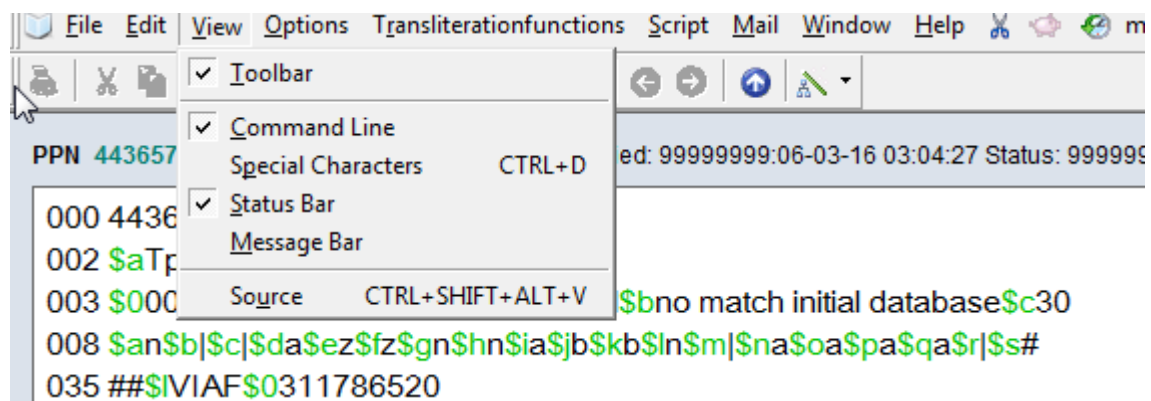 File Edit View Options Transliterationfunctions Script Mail Window Help m
Toolbar
Command Line
PPN 443657 ed: 99999999:06-03-16 03:04:27 Status: 999999
Special Characters CTRL+D
Status Bar
000 4436
Message Bar
002 $aTp
Source CTRL+SHIFT+ALT+V
003 $000 $bno match initial database$c30
008 $an$b|$c|$da$ez$fz$gn$hn$ia$jb$kb$ln$m|$na$oa$pa$qa$r|$s#
035 ##$lVIAF$0311786520